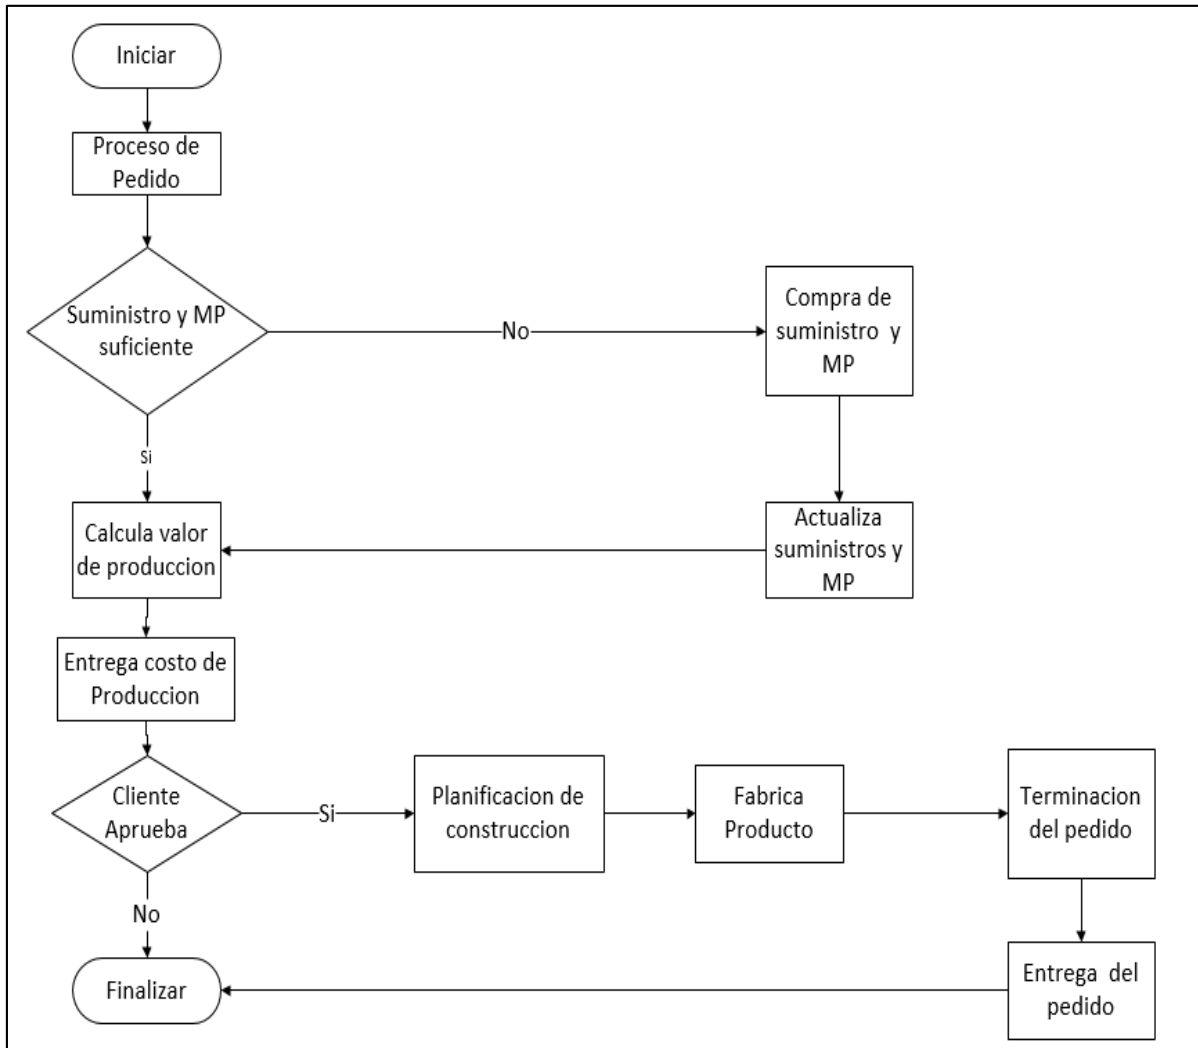 Iniciar
Proceso de
Pedido
Suministro y MP
suficiente
No
Compra de
suministro y
MP
si
Calcula valor
de produccion
Actualiza
suministros y
MP
Entrega costo de
Produccion
Cliente
Aprueba
Si
Planificacion de
construccion
Fabrica
Producto
Terminacion
del pedido
No
Finalizar
Entrega del
pedido